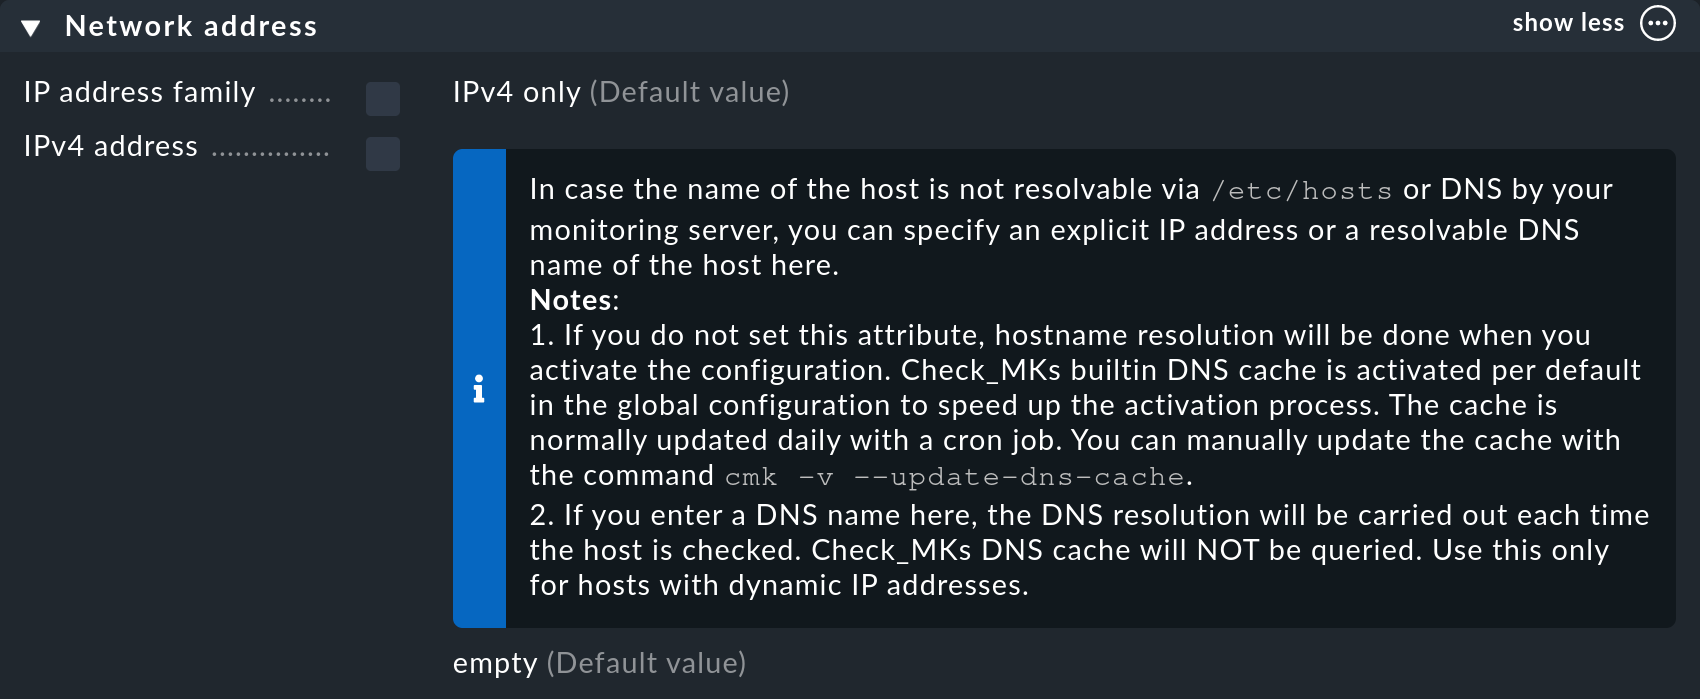 ▼ Network address show less
IP address family ........ IPv4 only (Default value)
IPv4 address ...............
In case the name of the host is not resolvable via /etc/hosts or DNS by your
monitoring server, you can specify an explicit IP address or a resolvable DNS
name of the host here.
Notes:
1. If you do not set this attribute, hostname resolution will be done when you
activate the configuration. Check_MKs builtin DNS cache is activated per default
in the global configuration to speed up the activation process. The cache is
normally updated daily with a cron job. You can manually update the cache with
the command cmk -v --update-dns-cache.
2. If you enter a DNS name here, the DNS resolution will be carried out each time
the host is checked. Check_MKs DNS cache will NOT be queried. Use this only
for hosts with dynamic IP addresses.
empty (Default value)